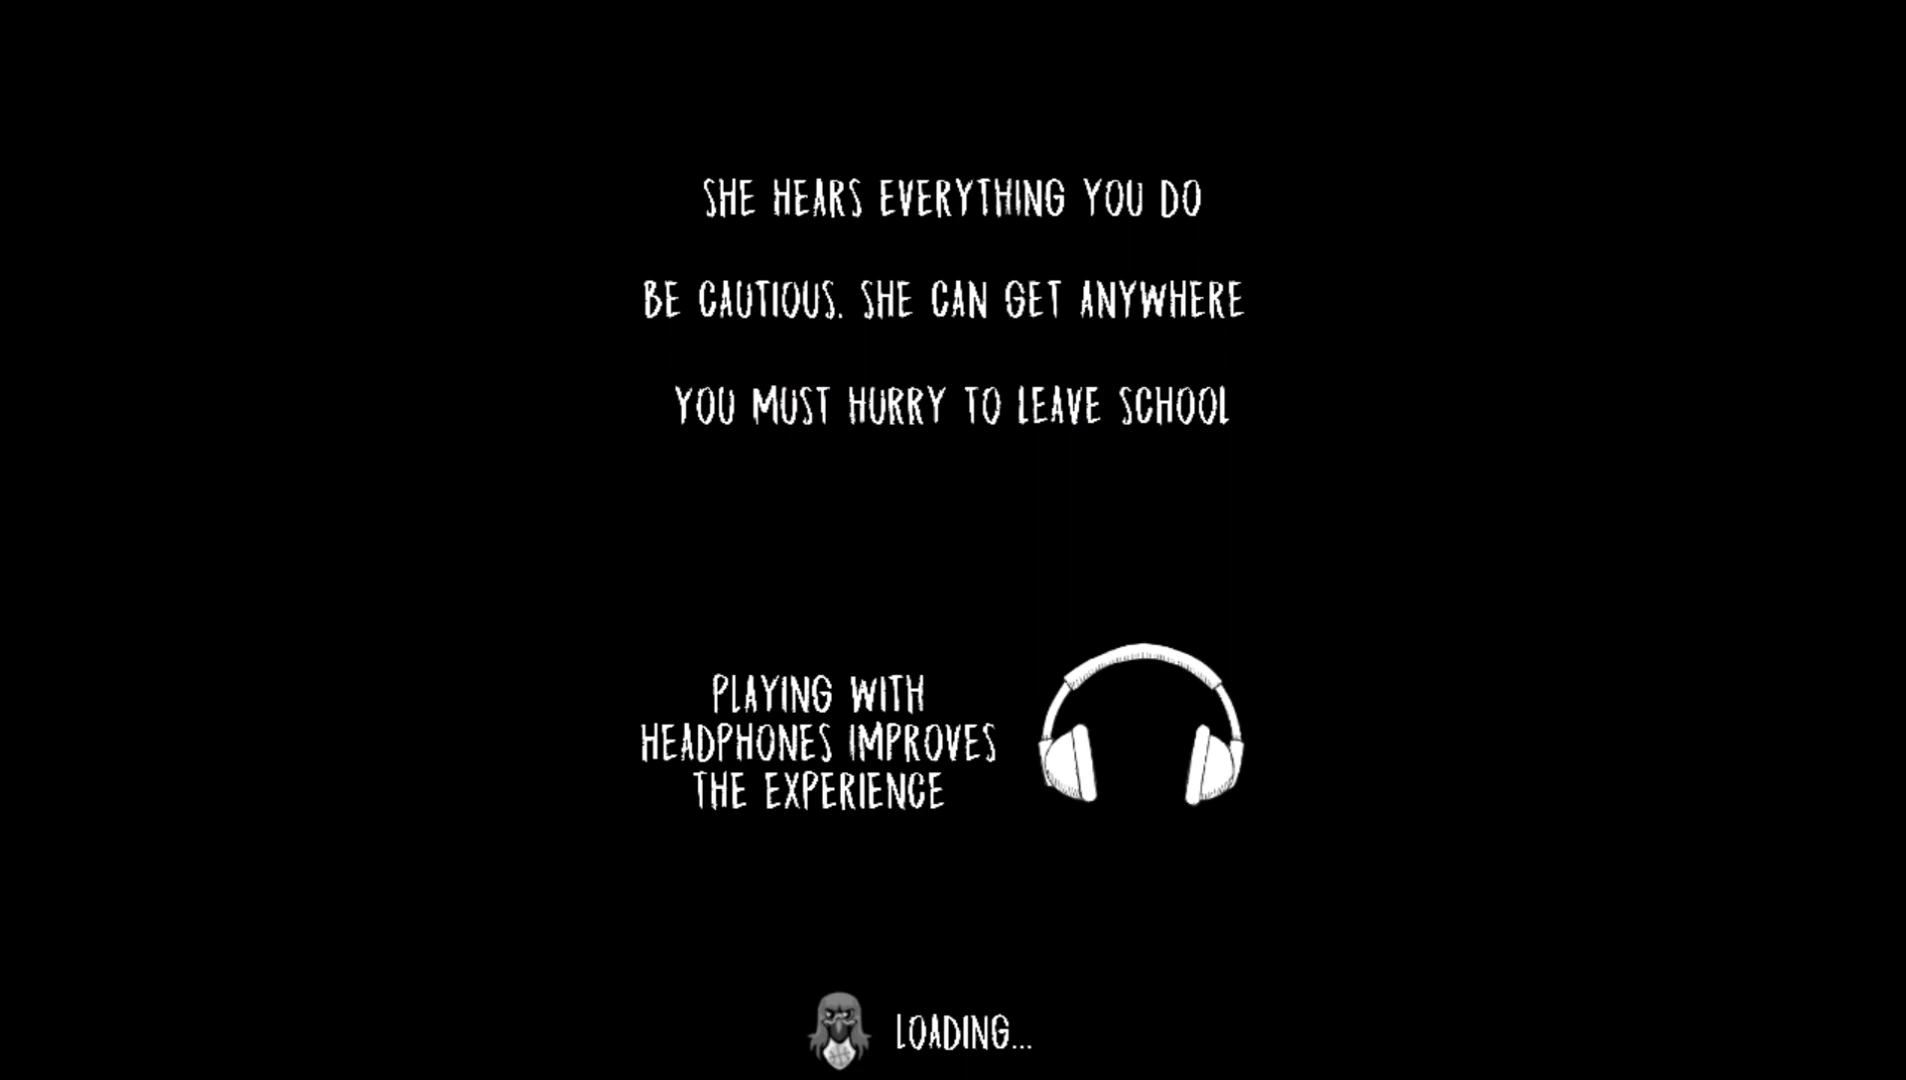 SHE HEARS EVERYTHING YOU DO
BE CAUTIOUS. SHE CAN GET ANYWHERE
YOU MUST HURRY TO LEAVE SCHOOL
PLAYING WITH
HEADPHONES IMPROVES
THE EXPERIENCE
LOADING...